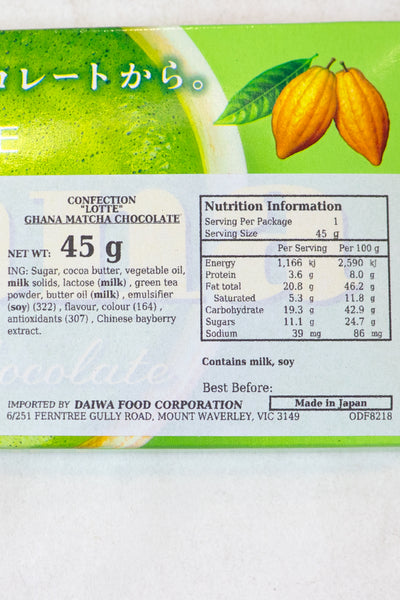 コレートから。
E
CONFECTION
"LOTTE"
GHANA MATCHA CHOCOLATE
NET WT: 45 g
ING: Sugar, cocoa butter, vegetable oil,
milk solids, lactose (milk) , green tea
powder, butter oil (milk) , emulsifier
(soy) (322) , flavour, colour (164) ,
antioxidants (307) , Chinese bayberry
extract.
Nutrition Information
Serving Per Package 1
Serving Size 45 g
Per Serving Per 100 g
Energy 1,166 kJ 2,590 kJ
Protein 3.6 g 8.0 g
Fat total 20.8 g 46.2 g
Saturated 5.3 g 11.8 g
Carbohydrate 19.3 g 42.9 g
Sugars 11.1 g 24.7 g
Sodium 39 mg 86 mg
Contains milk, soy
ocolate
Best Before:
Made in Japan
IMPORTED BY DAIWA FOOD CORPORATION
6/251 FERNTREE GULLY ROAD, MOUNT WAVERLEY, VIC 3149 ODF8218